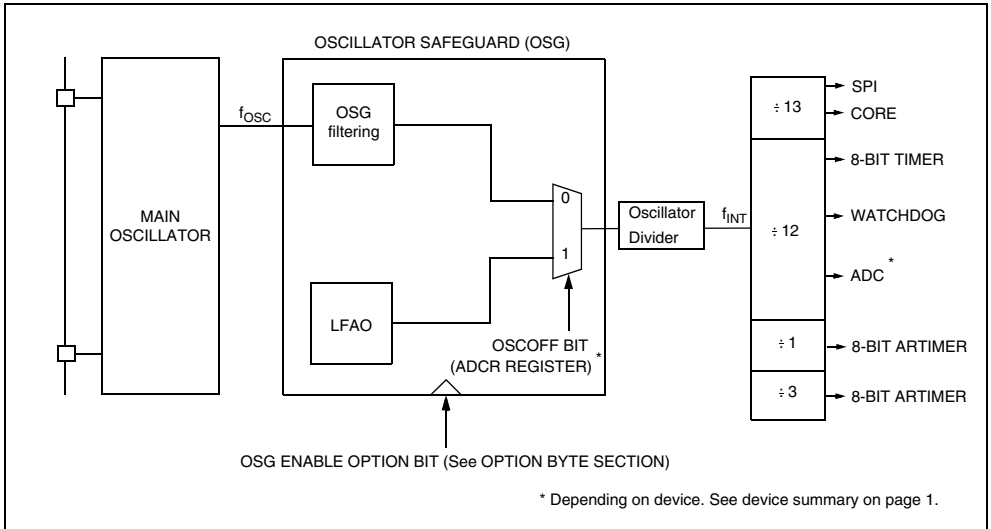 OSCILLATOR SAFEGUARD (OSG)
MAIN
OSCILLATOR
fOSC
OSG
filtering
LFAO
0
1
OSCOFF BIT
(ADCR REGISTER) *
Oscillator
Divider
fINT
÷ 13
÷ 12
÷ 1
÷ 3
SPI
CORE
8-BIT TIMER
WATCHDOG
ADC *
8-BIT ARTIMER
8-BIT ARTIMER
OSG ENABLE OPTION BIT (See OPTION BYTE SECTION)
* Depending on device. See device summary on page 1.